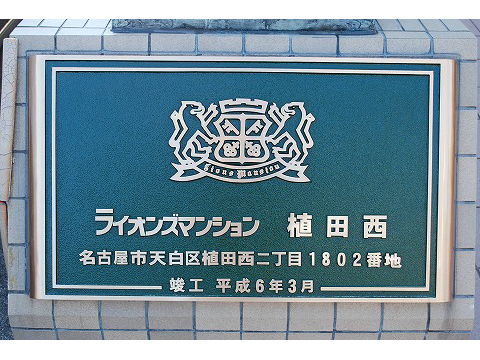 Lions Mansion
ライオンズマンション 植田西
名古屋市天白区植田西二丁目1802番地
竣工 平成6年3月